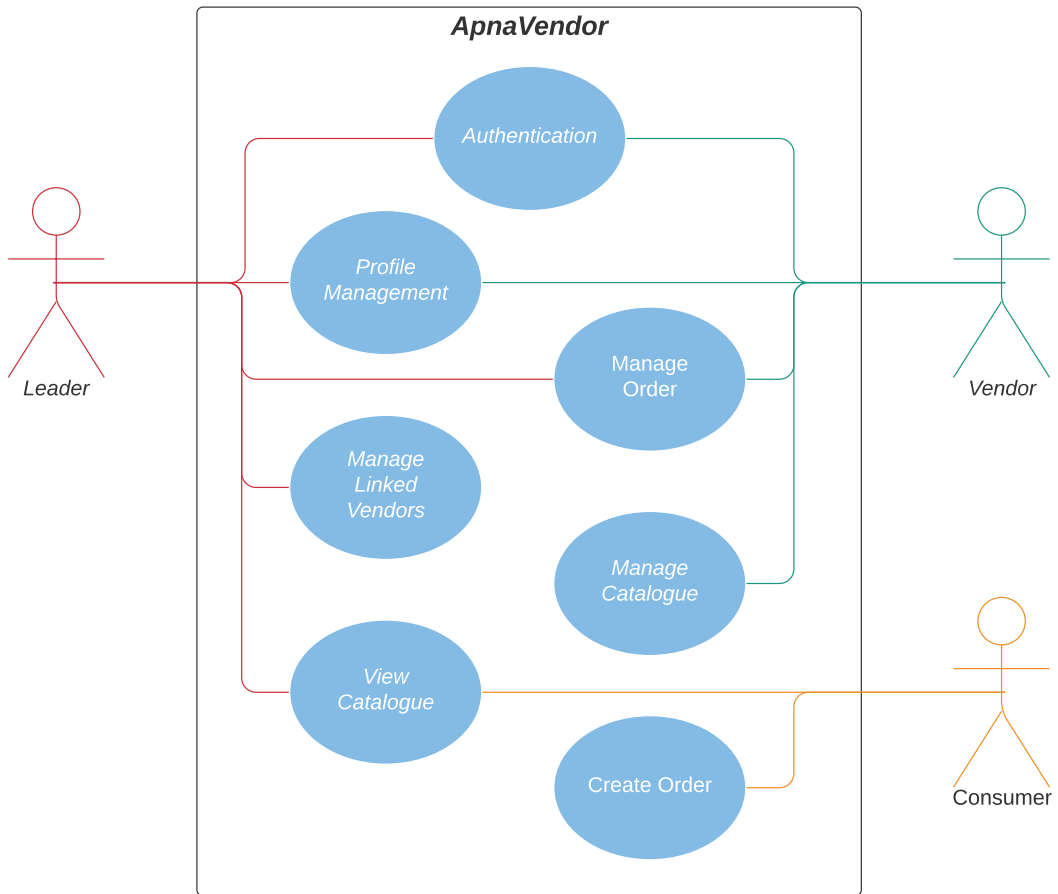 ApnaVendor
Authentication
Profile
Management
Manage
Order
Leader
Vendor
Manage
Linked
Vendors
Manage
Catalogue
View
Catalogue
Create Order
Consumer